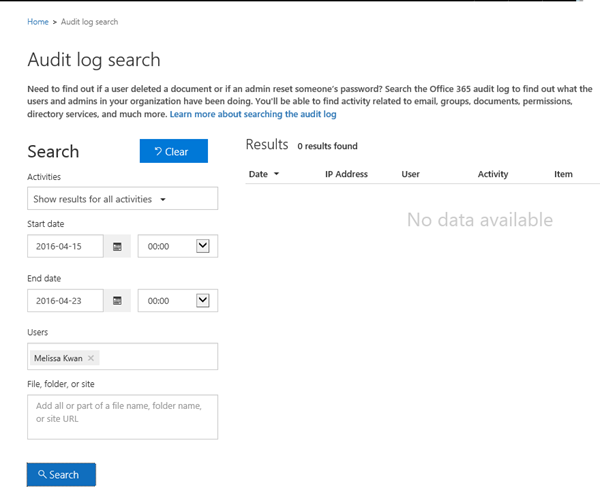 Home > Audit log search
Audit log search
Need to find out if a user deleted a document or if an admin reset someone's password? Search the Office 365 audit log to find out what the
users and admins in your organization have been doing. You'll be able to find activity related to email, groups, documents, permissions,
directory services, and much more. Learn more about searching the audit log
Search
Clear
Activities
Show results for all activities
Start date
2016-04-15 00:00
End date
2016-04-23 00:00
Users
Melissa Kwan ×
File, folder, or site
Add all or part of a file name, folder name,
or site URL
Search
Results 0 results found
Date IP Address User Activity Item
No data available